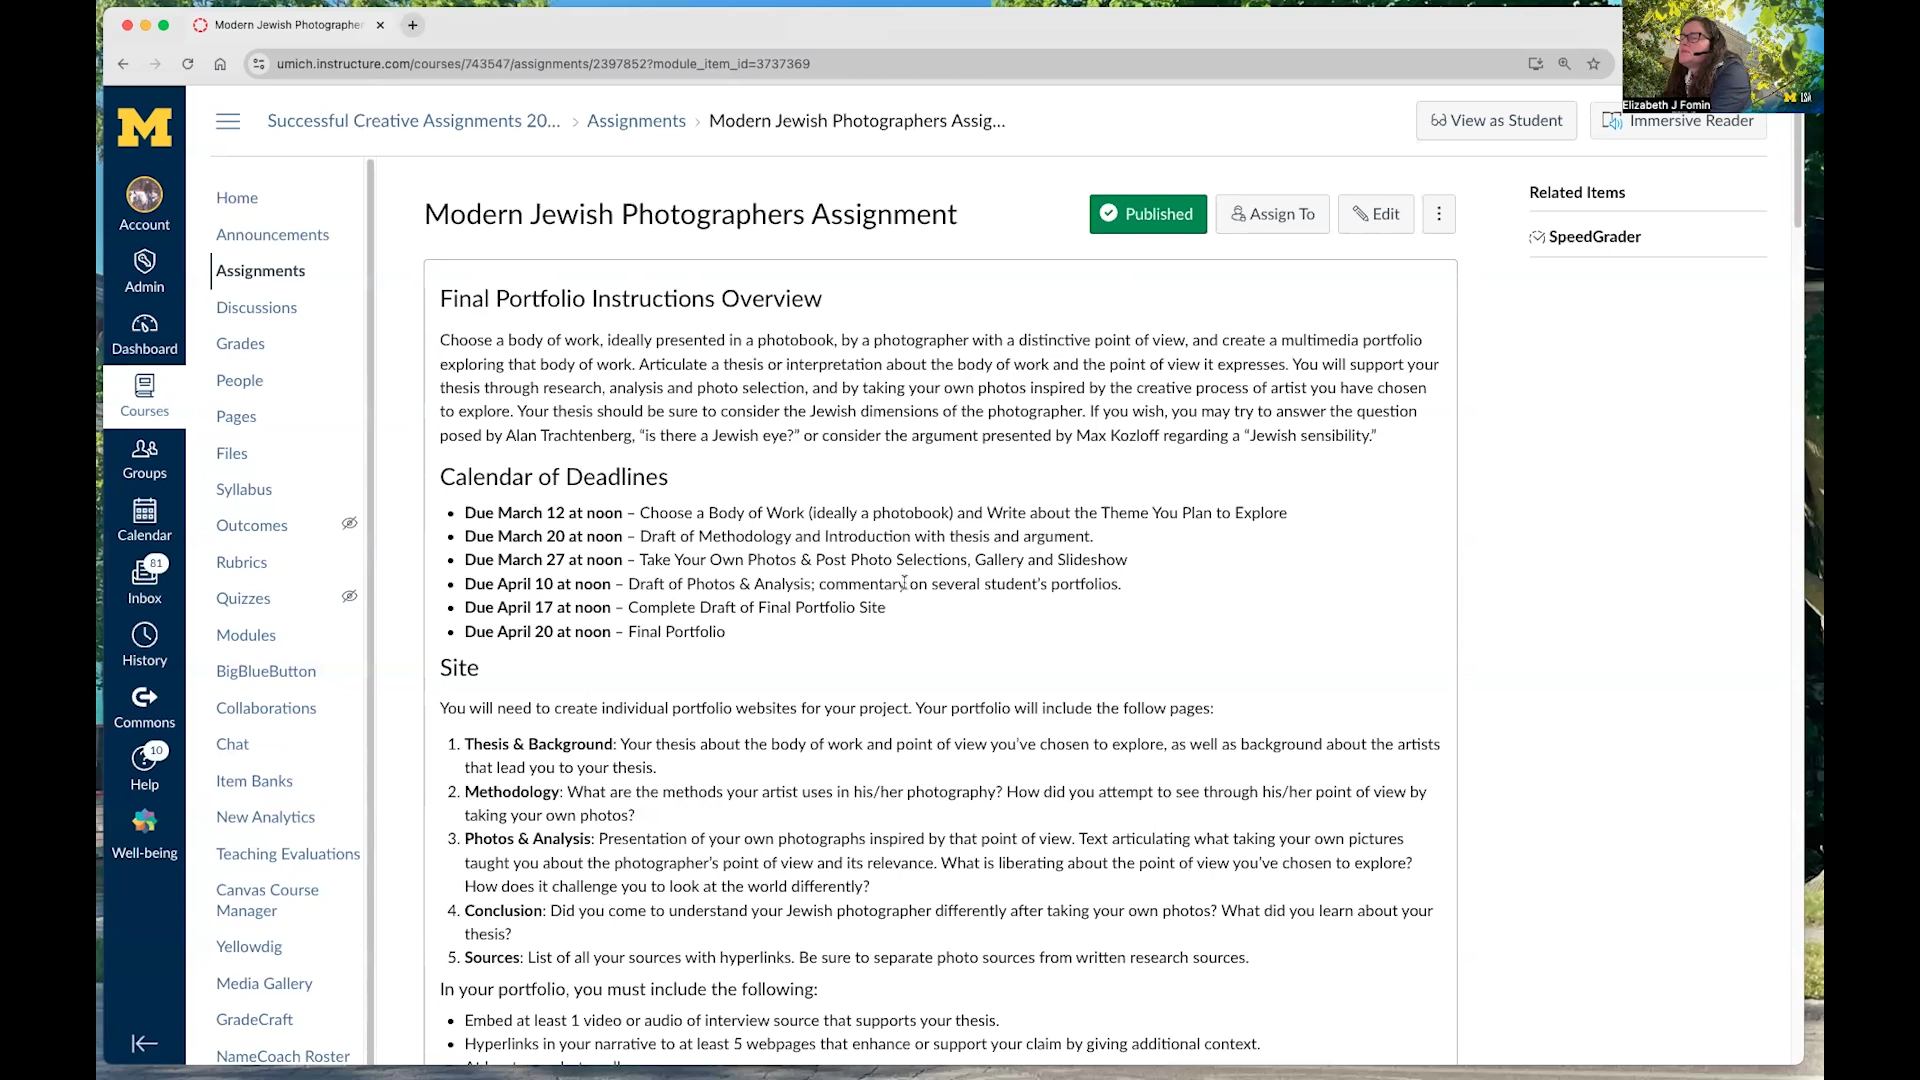 Modern Jewish Photographer
umich.instructure.com/courses/743547/assignments/2397852?module_item_id=3737369
Elizabeth J Fomin
M LSA
M
Successful Creative Assignments 20... > Assignments > Modern Jewish Photographers Assig...
View as Student
Immersive Reader
Account
Admin
Dashboard
Courses
Groups
Calendar
81
Inbox
History
Commons
10
Help
Well-being
Home
Announcements
Assignments
Discussions
Grades
People
Pages
Files
Syllabus
Outcomes
Rubrics
Quizzes
Modules
BigBlueButton
Collaborations
Chat
Item Banks
New Analytics
Teaching Evaluations
Canvas Course
Manager
Yellowdig
Media Gallery
GradeCraft
NameCoach Roster
Modern Jewish Photographers Assignment
Published
Assign To
Edit
Related Items
SpeedGrader
Final Portfolio Instructions Overview
Choose a body of work, ideally presented in a photobook, by a photographer with a distinctive point of view, and create a multimedia portfolio
exploring that body of work. Articulate a thesis or interpretation about the body of work and the point of view it expresses. You will support your
thesis through research, analysis and photo selection, and by taking your own photos inspired by the creative process of artist you have chosen
to explore. Your thesis should be sure to consider the Jewish dimensions of the photographer. If you wish, you may try to answer the question
posed by Alan Trachtenberg, “is there a Jewish eye?” or consider the argument presented by Max Kozloff regarding a “Jewish sensibility.”
Calendar of Deadlines
• Due March 12 at noon – Choose a Body of Work (ideally a photobook) and Write about the Theme You Plan to Explore
• Due March 20 at noon – Draft of Methodology and Introduction with thesis and argument.
• Due March 27 at noon – Take Your Own Photos & Post Photo Selections, Gallery and Slideshow
• Due April 10 at noon – Draft of Photos & Analysis; commentary on several student’s portfolios.
• Due April 17 at noon – Complete Draft of Final Portfolio Site
• Due April 20 at noon – Final Portfolio
Site
You will need to create individual portfolio websites for your project. Your portfolio will include the follow pages:
1. Thesis & Background: Your thesis about the body of work and point of view you’ve chosen to explore, as well as background about the artists
that lead you to your thesis.
2. Methodology: What are the methods your artist uses in his/her photography? How did you attempt to see through his/her point of view by
taking your own photos?
3. Photos & Analysis: Presentation of your own photographs inspired by that point of view. Text articulating what taking your own pictures
taught you about the photographer’s point of view and its relevance. What is liberating about the point of view you’ve chosen to explore?
How does it challenge you to look at the world differently?
4. Conclusion: Did you come to understand your Jewish photographer differently after taking your own photos? What did you learn about your
thesis?
5. Sources: List of all your sources with hyperlinks. Be sure to separate photo sources from written research sources.
In your portfolio, you must include the following:
• Embed at least 1 video or audio of interview source that supports your thesis.
• Hyperlinks in your narrative to at least 5 webpages that enhance or support your claim by giving additional context.